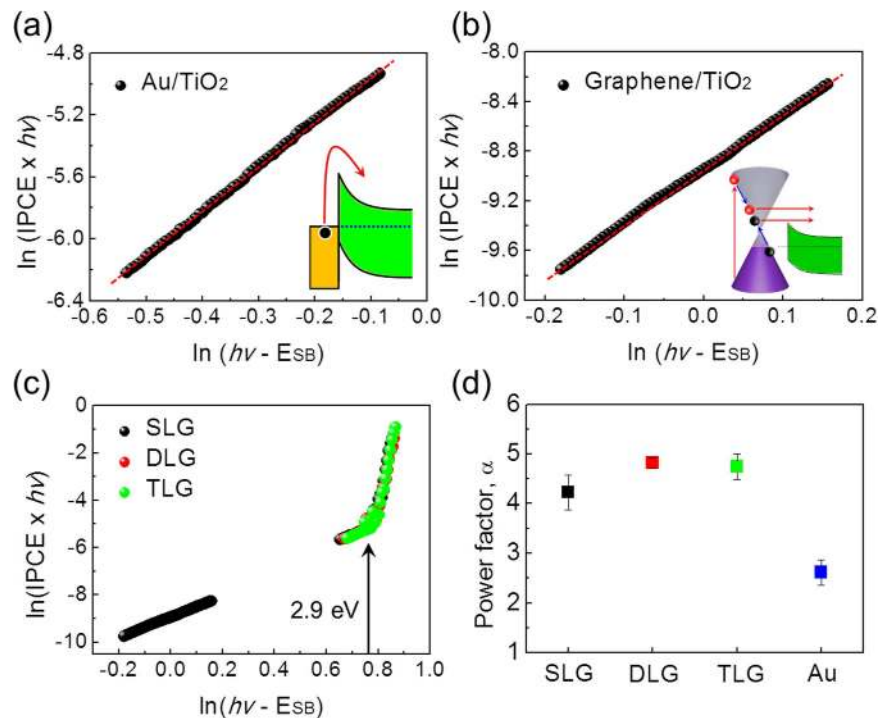 (a)
-4.8
-5.2
-5.6
-6.0
-6.4
ln (IPCE x hν)
Au/TiO2
-0.6 -0.5 -0.4 -0.3 -0.2 -0.1 0.0
ln (hν - ESB)
(b)
-8.0
-8.4
-8.8
-9.2
-9.6
-10.0
ln (IPCE x hν)
Graphene/TiO2
-0.2 -0.1 0.0 0.1 0.2
ln (hν - ESB)
(c)
0
-2
-4
-6
-8
-10
ln(IPCE x hν)
SLG
DLG
TLG
2.9 eV
-0.2 0.0 0.2 0.4 0.6 0.8 1.0
ln(hν - ESB)
(d)
6
5
4
3
2
1
Power factor, α
SLG DLG TLG Au